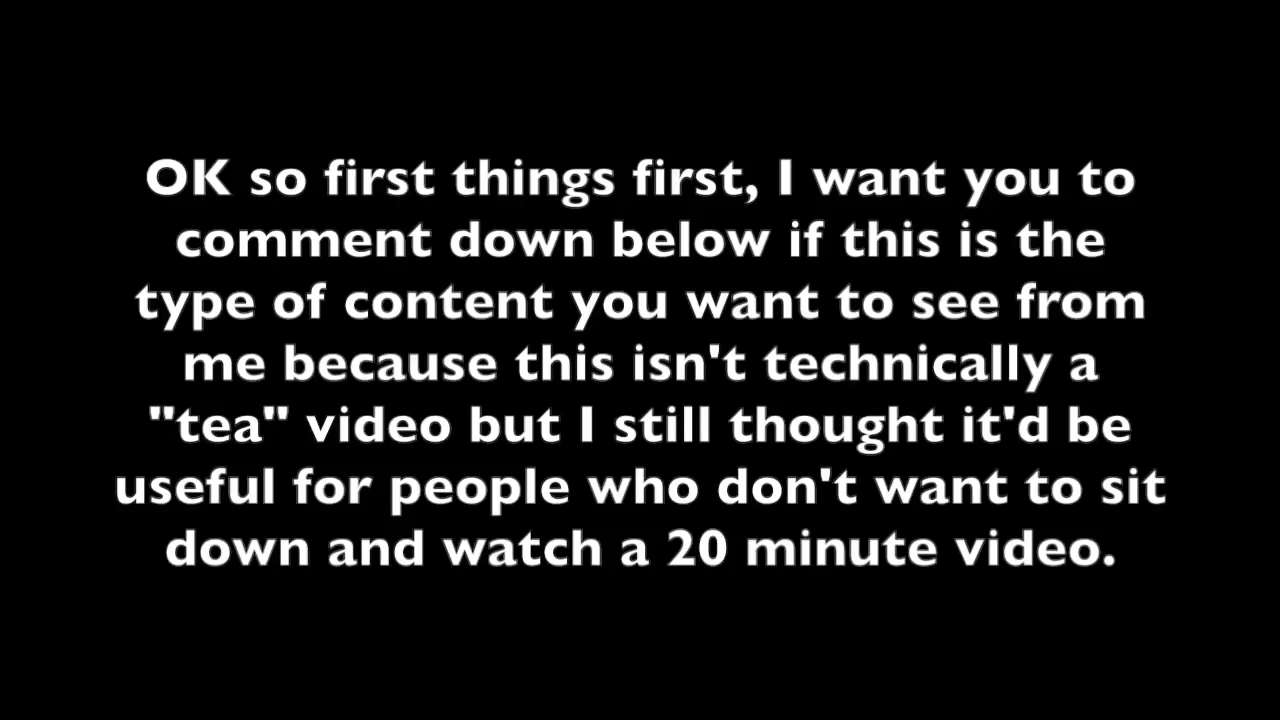 OK so first things first, I want you to
comment down below if this is the
type of content you want to see from
me because this isn't technically a
"tea" video but I still thought it'd be
useful for people who don't want to sit
down and watch a 20 minute video.